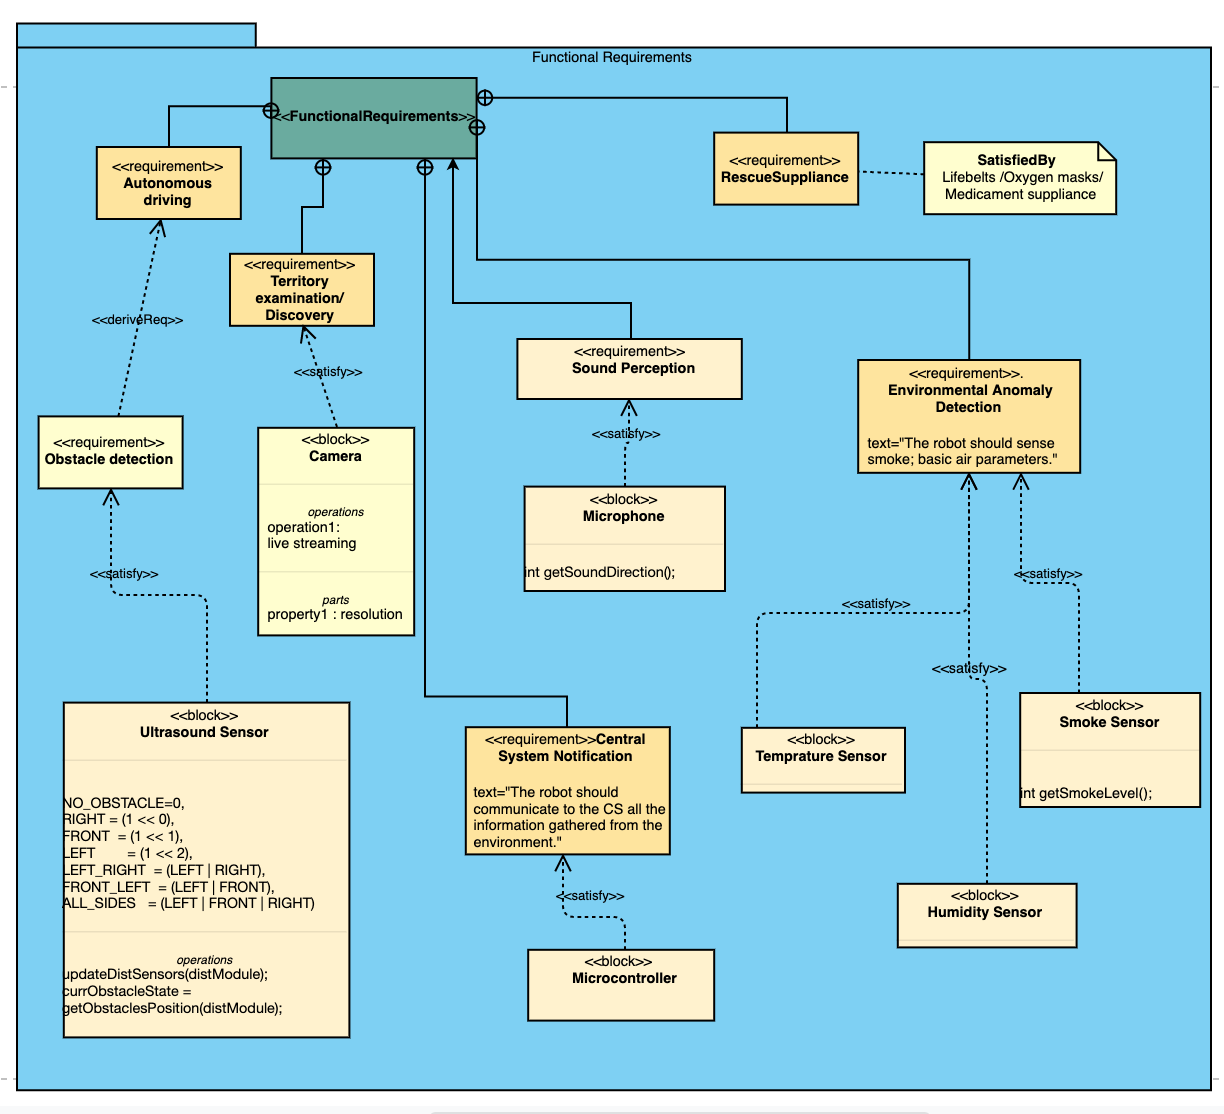 Functional Requirements
<<FunctionalRequirements>>
<<requirement>>
Autonomous
driving
<<requirement>>
RescueSuppliance
SatisfiedBy
Lifebelts /Oxygen masks/
Medicament suppliance
<<requirement>>
Territory
examination/
Discovery
<<deriveReq>>
<<satisfy>>
<<requirement>>
Sound Perception
<<requirement>>.
Environmental Anomaly
Detection
text="The robot should sense
smoke; basic air parameters."
<<requirement>>
Obstacle detection
<<block>>
Camera
operations
operation1:
live streaming
parts
property1 : resolution
<<satisfy>>
<<block>>
Microphone
int getSoundDirection();
<<satisfy>>
<<satisfy>>
<<satisfy>>
<<satisfy>>
<<block>>
Ultrasound Sensor
NO_OBSTACLE=0,
RIGHT = (1 << 0),
FRONT  = (1 << 1),
LEFT        = (1 << 2),
LEFT_RIGHT  = (LEFT | RIGHT),
FRONT_LEFT  = (LEFT | FRONT),
ALL_SIDES   = (LEFT | FRONT | RIGHT)
operations
updateDistSensors(distModule);
currObstacleState =
getObstaclesPosition(distModule);
<<requirement>>Central
System Notification
text="The robot should
communicate to the CS all the
information gathered from the
environment."
<<block>>
Temprature Sensor
<<block>>
Smoke Sensor
int getSmokeLevel();
<<satisfy>>
<<block>>
Microcontroller
<<block>>
Humidity Sensor